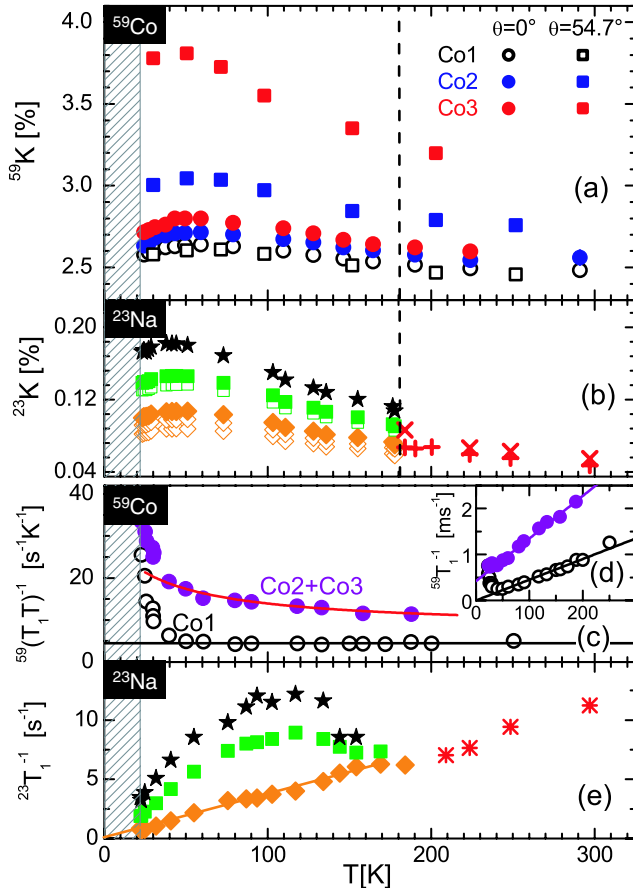 4.0
⁵⁹Co
θ=0° θ=54.7°
Co1
Co2
Co3
3.5
3.0
2.5
⁵⁹K [%]
(a)
²³Na
0.20
0.12
0.04
²³K [%]
(b)
⁵⁹Co
40
20
0
⁵⁹(T₁T)⁻¹ [s⁻¹K⁻¹]
Co2+Co3
Co1
(c)
⁵⁹T₁⁻¹ [ms⁻¹]
2
1
0
0 100 200
(d)
²³Na
10
5
0
²³T₁⁻¹ [s⁻¹]
(e)
0 100 200 300
T[K]